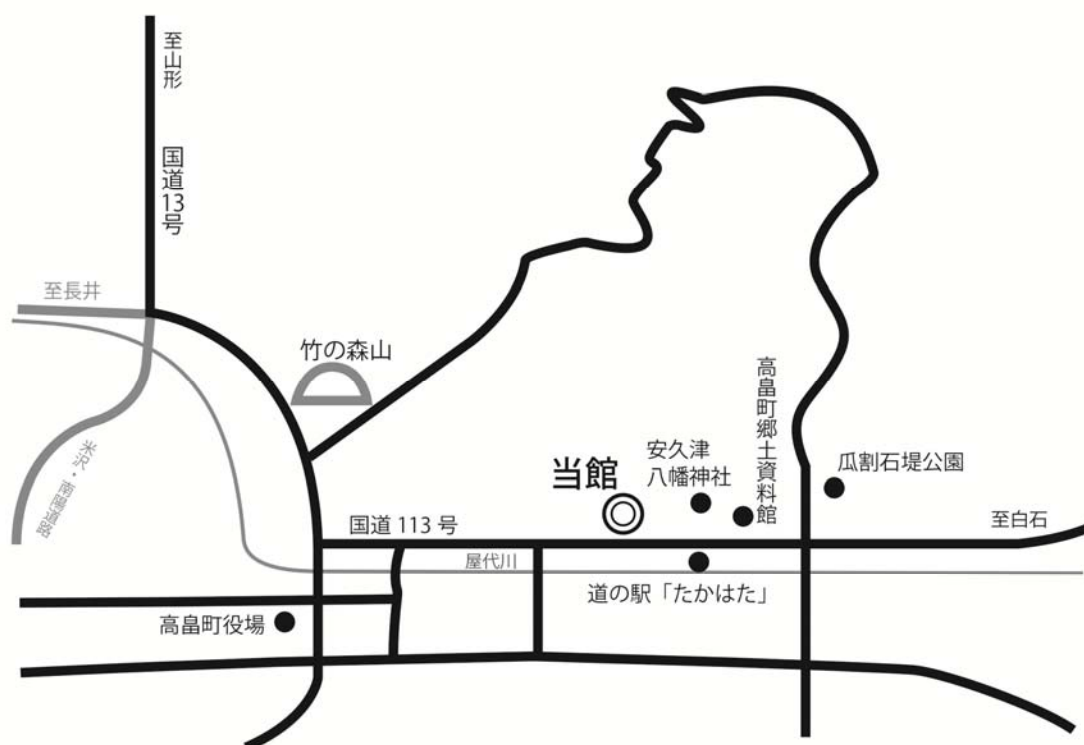 至山形
国道13号
至長井
竹の森山
米沢・南陽道路
高畠町郷土資料館
安久津
八幡神社
瓜割石堤公園
当館
国道 113 号
至白石
屋代川
道の駅「たかはた」
高畠町役場